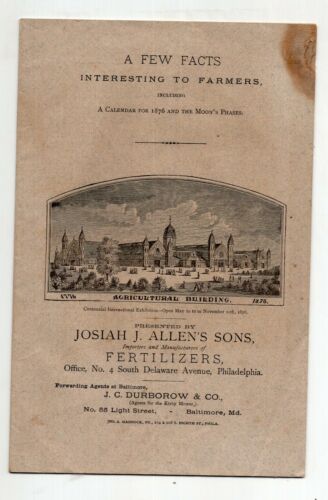 A FEW FACTS
INTERESTING TO FARMERS,
INCLUDING
A CALENDAR FOR 1876 AND THE MOON'S PHASES.
AGRICULTURAL BUILDING.
1876.
Centennial International Exhibition—Open May 10 to November 10th, 1876.
PRESENTED BY
JOSIAH J. ALLEN'S SONS,
Importers and Manufacturers of
FERTILIZERS,
Office, No. 4 South Delaware Avenue, Philadelphia.
Forwarding Agents at Baltimore,
J. C. DURBOROW & CO.,
(Agents for the Kirby Mower.)
No. 88 Light Street, - Baltimore, Md.
PHILA.